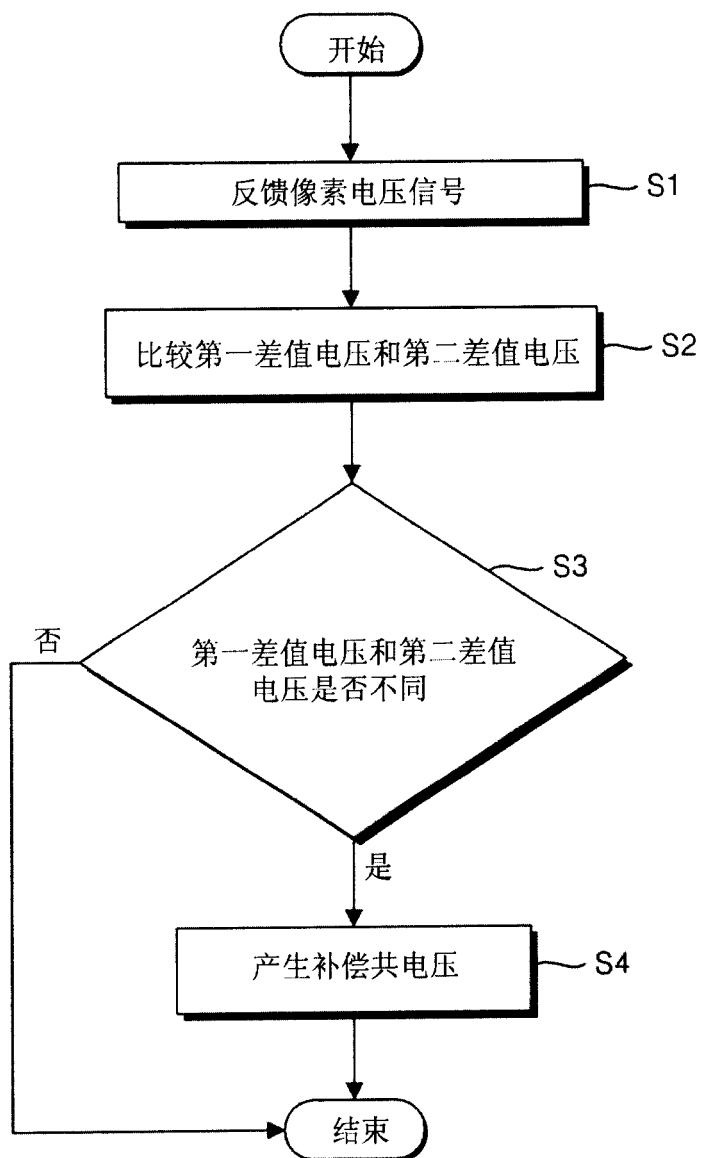 开始
反馈像素电压信号
S1
比较第一差值电压和第二差值电压
S2
S3
否
第一差值电压和第二差值
电压是否不同
是
产生补偿共电压
S4
结束